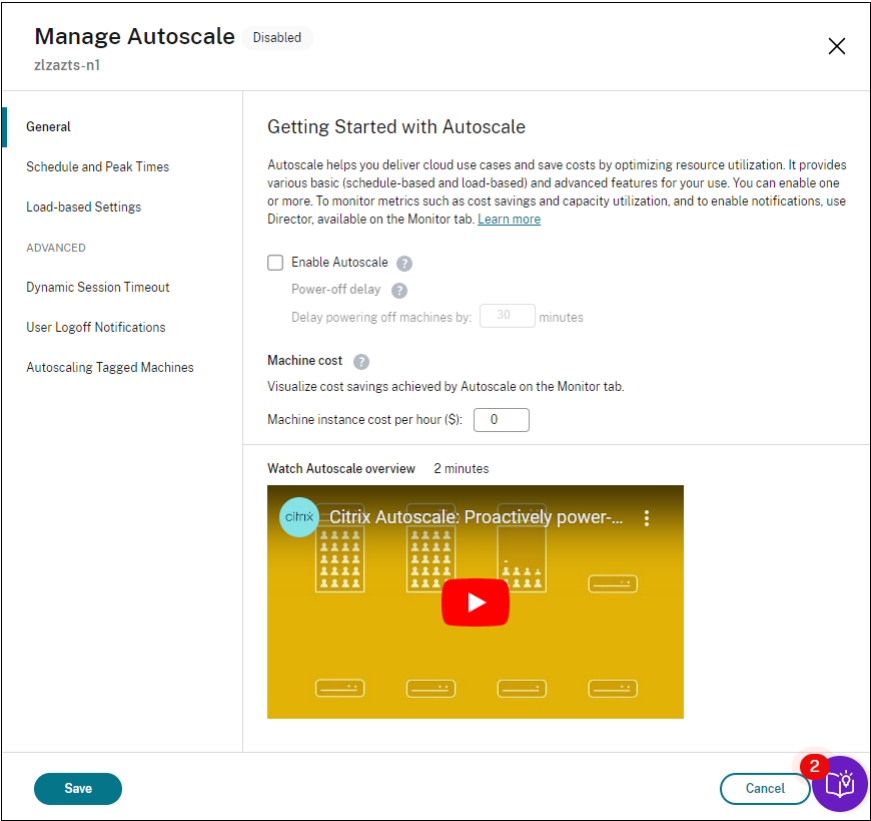 Manage Autoscale Disabled
zlzazts-n1
General
Schedule and Peak Times
Load-based Settings
ADVANCED
Dynamic Session Timeout
User Logoff Notifications
Autoscaling Tagged Machines
Getting Started with Autoscale
Autoscale helps you deliver cloud use cases and save costs by optimizing resource utilization. It provides
various basic (schedule-based and load-based) and advanced features for your use. You can enable one
or more. To monitor metrics such as cost savings and capacity utilization, and to enable notifications, use
Director, available on the Monitor tab. Learn more
Enable Autoscale ?
Power-off delay ?
Delay powering off machines by: 30 minutes
Machine cost ?
Visualize cost savings achieved by Autoscale on the Monitor tab.
Machine instance cost per hour ($): 0
Watch Autoscale overview 2 minutes
citrix Citrix Autoscale: Proactively power-...
Save
Cancel
2